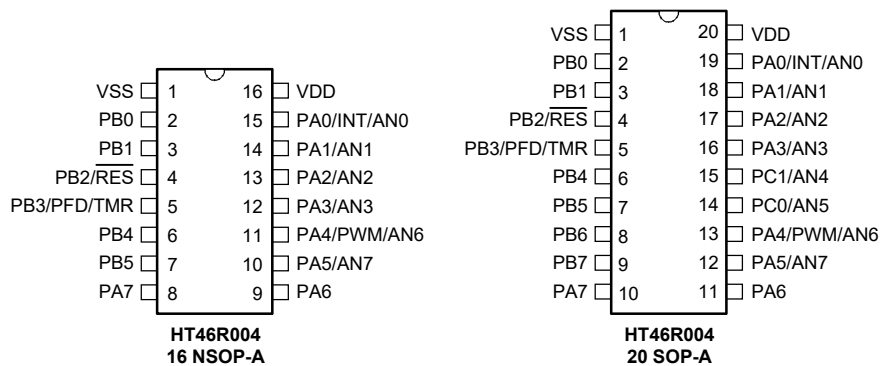 VSS 1 16 VDD
PB0 2 15 PA0/INT/AN0
PB1 3 14 PA1/AN1
PB2/RES 4 13 PA2/AN2
PB3/PFD/TMR 5 12 PA3/AN3
PB4 6 11 PA4/PWM/AN6
PB5 7 10 PA5/AN7
PA7 8 9 PA6
HT46R004
16 NSOP-A
VSS 1 20 VDD
PB0 2 19 PA0/INT/AN0
PB1 3 18 PA1/AN1
PB2/RES 4 17 PA2/AN2
PB3/PFD/TMR 5 16 PA3/AN3
PB4 6 15 PC1/AN4
PB5 7 14 PC0/AN5
PB6 8 13 PA4/PWM/AN6
PB7 9 12 PA5/AN7
PA7 10 11 PA6
HT46R004
20 SOP-A